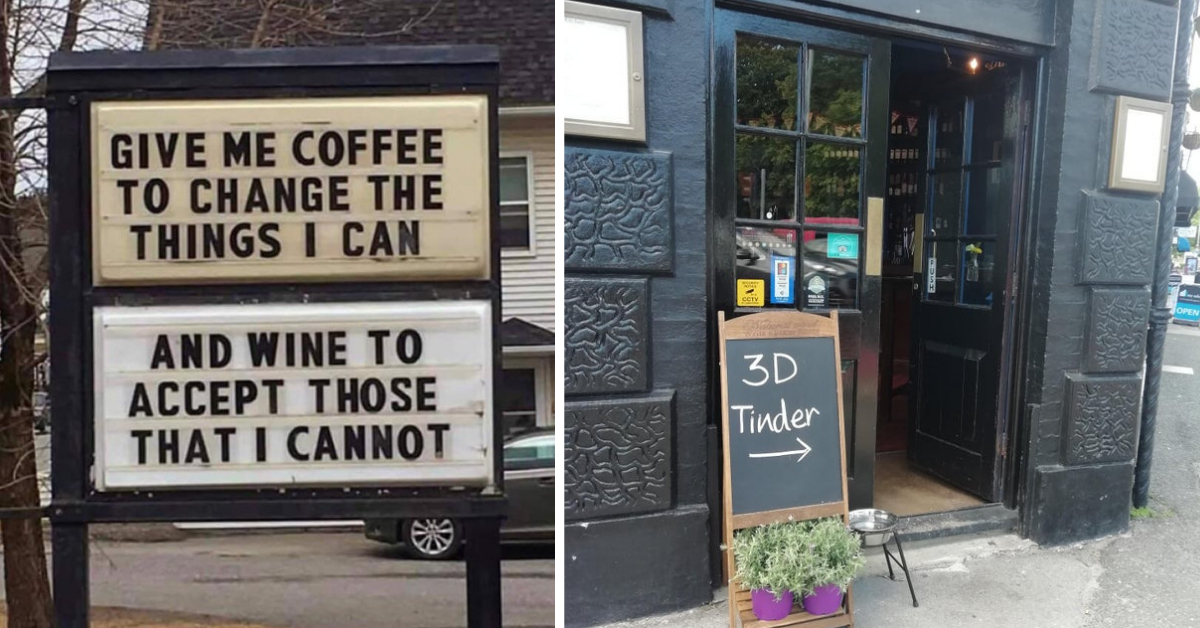 GIVE ME COFFEE
TO CHANGE THE
THINGS I CAN
AND WINE TO
ACCEPT THOSE
THAT I CANNOT
3D
Tinder
CCTV
PUSH
OPEN